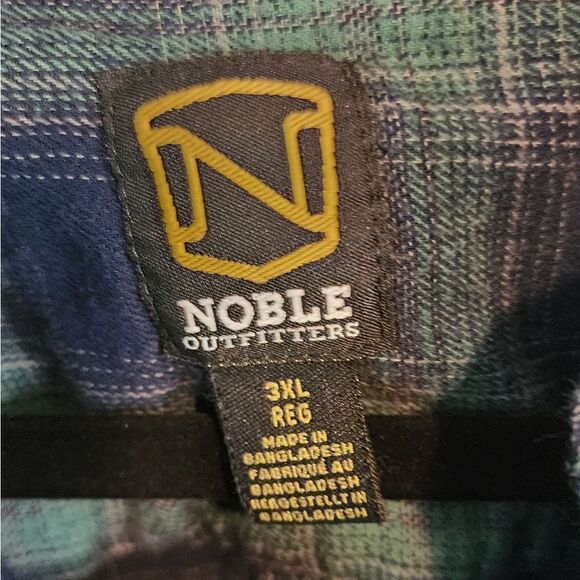 N
NOBLE
OUTFITTERS
3XL
REG
MADE IN
BANGLADESH
FABRIQUÉ AU
BANGLADESH
HERGESTELLT IN
BANGLADESH